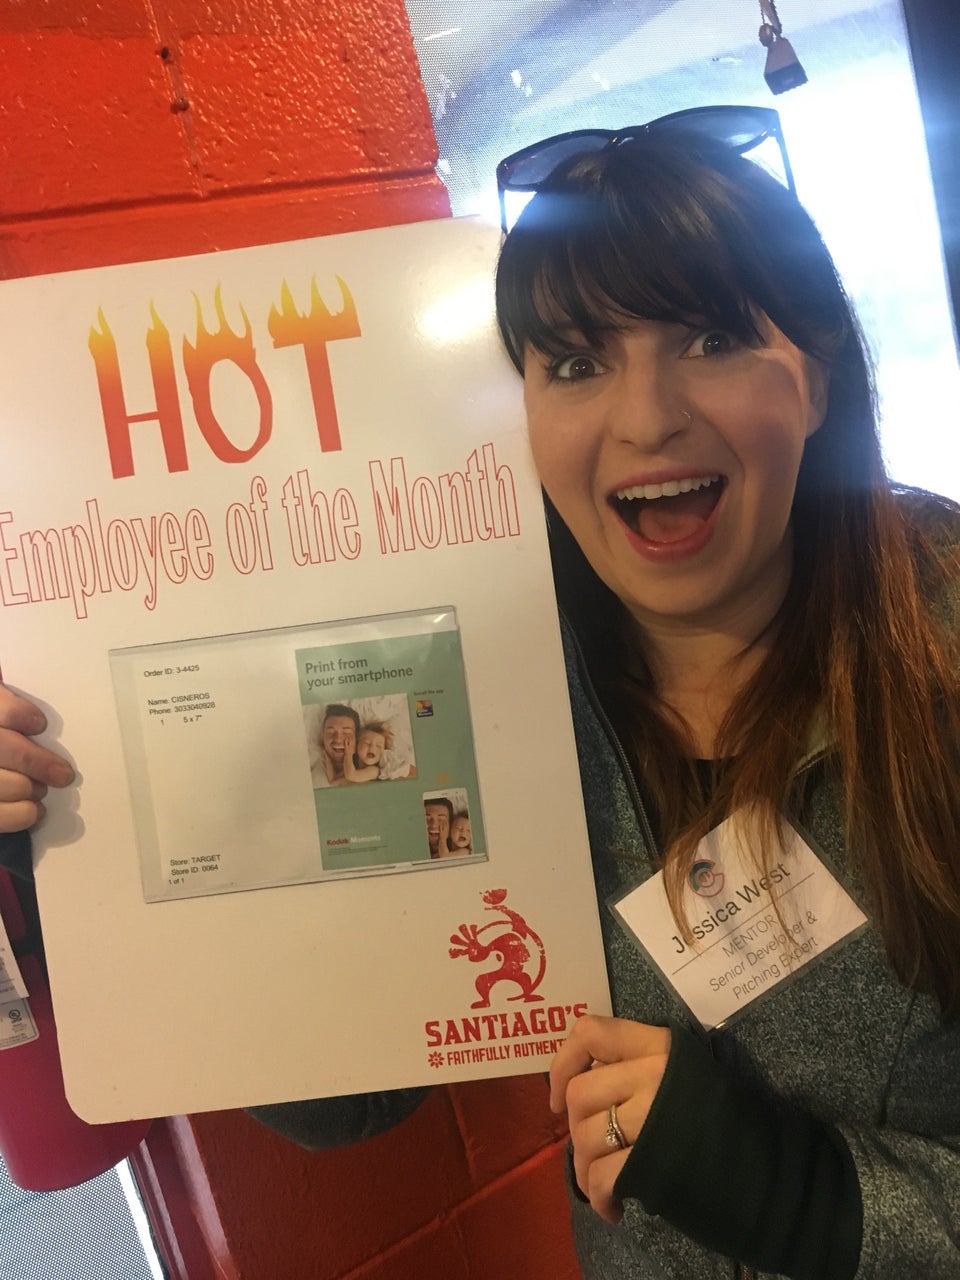 HOT
Employee of the Month
Order ID: 3-4425
Name: CISNEROS
Phone: 3033040928
1 5 x 7"
Store: TARGET
Store ID: 0064
1 of 1
Print from
your smartphone
Kodak Moments
SANTIAGO'S
FAITHFULLY AUTHENT
Jessica West
MENTOR
Senior Developer &
Pitching Expert